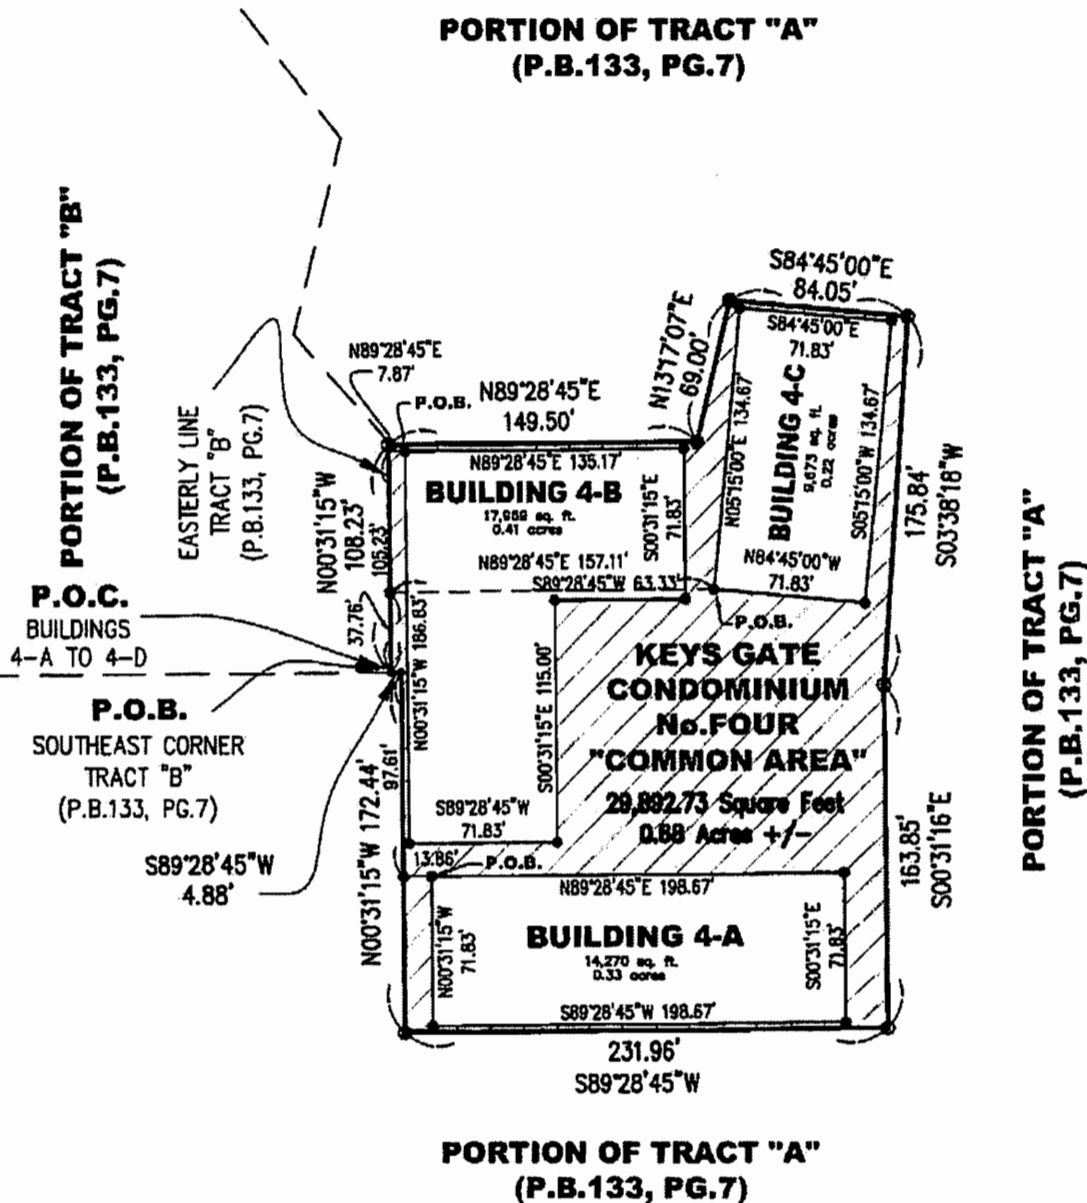 PORTION OF TRACT "A"
(P.B.133, PG.7)
PORTION OF TRACT "B"
(P.B.133, PG.7)
EASTERLY LINE
TRACT "B"
(P.B.133, PG.7)
S84°45'00"E
84.05'
S84°45'00"E
71.83'
N13°17'07"E
69.00'
N89°28'45"E
7.87'
P.O.B.
N89°28'45"E
149.50'
N89°28'45"E 135.17'
BUILDING 4-B
17,959 sq. ft.
0.41 acres
S00°31'15"E
71.83'
N05°15'00"E 134.67'
BUILDING 4-C
9,673 sq. ft.
0.22 acres
S05°15'00"W 134.67'
175.84'
S03°38'18"W
N00°31'15"W
108.23'
105.23'
N89°28'45"E 157.11'
S89°28'45"W 63.33'
N84°45'00"W
71.83'
P.O.B.
P.O.C.
BUILDINGS
4-A TO 4-D
37.76'
N00°31'15"W 186.83'
S00°31'15"E 115.00'
KEYS GATE
CONDOMINIUM
No.FOUR
"COMMON AREA"
29,892.73 Square Feet
0.68 Acres +/-
PORTION OF TRACT "A"
(P.B.133, PG.7)
P.O.B.
SOUTHEAST CORNER
TRACT "B"
(P.B.133, PG.7)
S89°28'45"W
4.88'
N00°31'15"W 172.44'
97.61'
S89°28'45"W
71.83'
13.86'
P.O.B.
N89°28'45"E 198.67'
163.85'
S00°31'16"E
N00°31'15"W
71.83'
BUILDING 4-A
14,270 sq. ft.
0.33 acres
S00°31'15"E
71.83'
S89°28'45"W 198.67'
231.96'
S89°28'45"W
PORTION OF TRACT "A"
(P.B.133, PG.7)